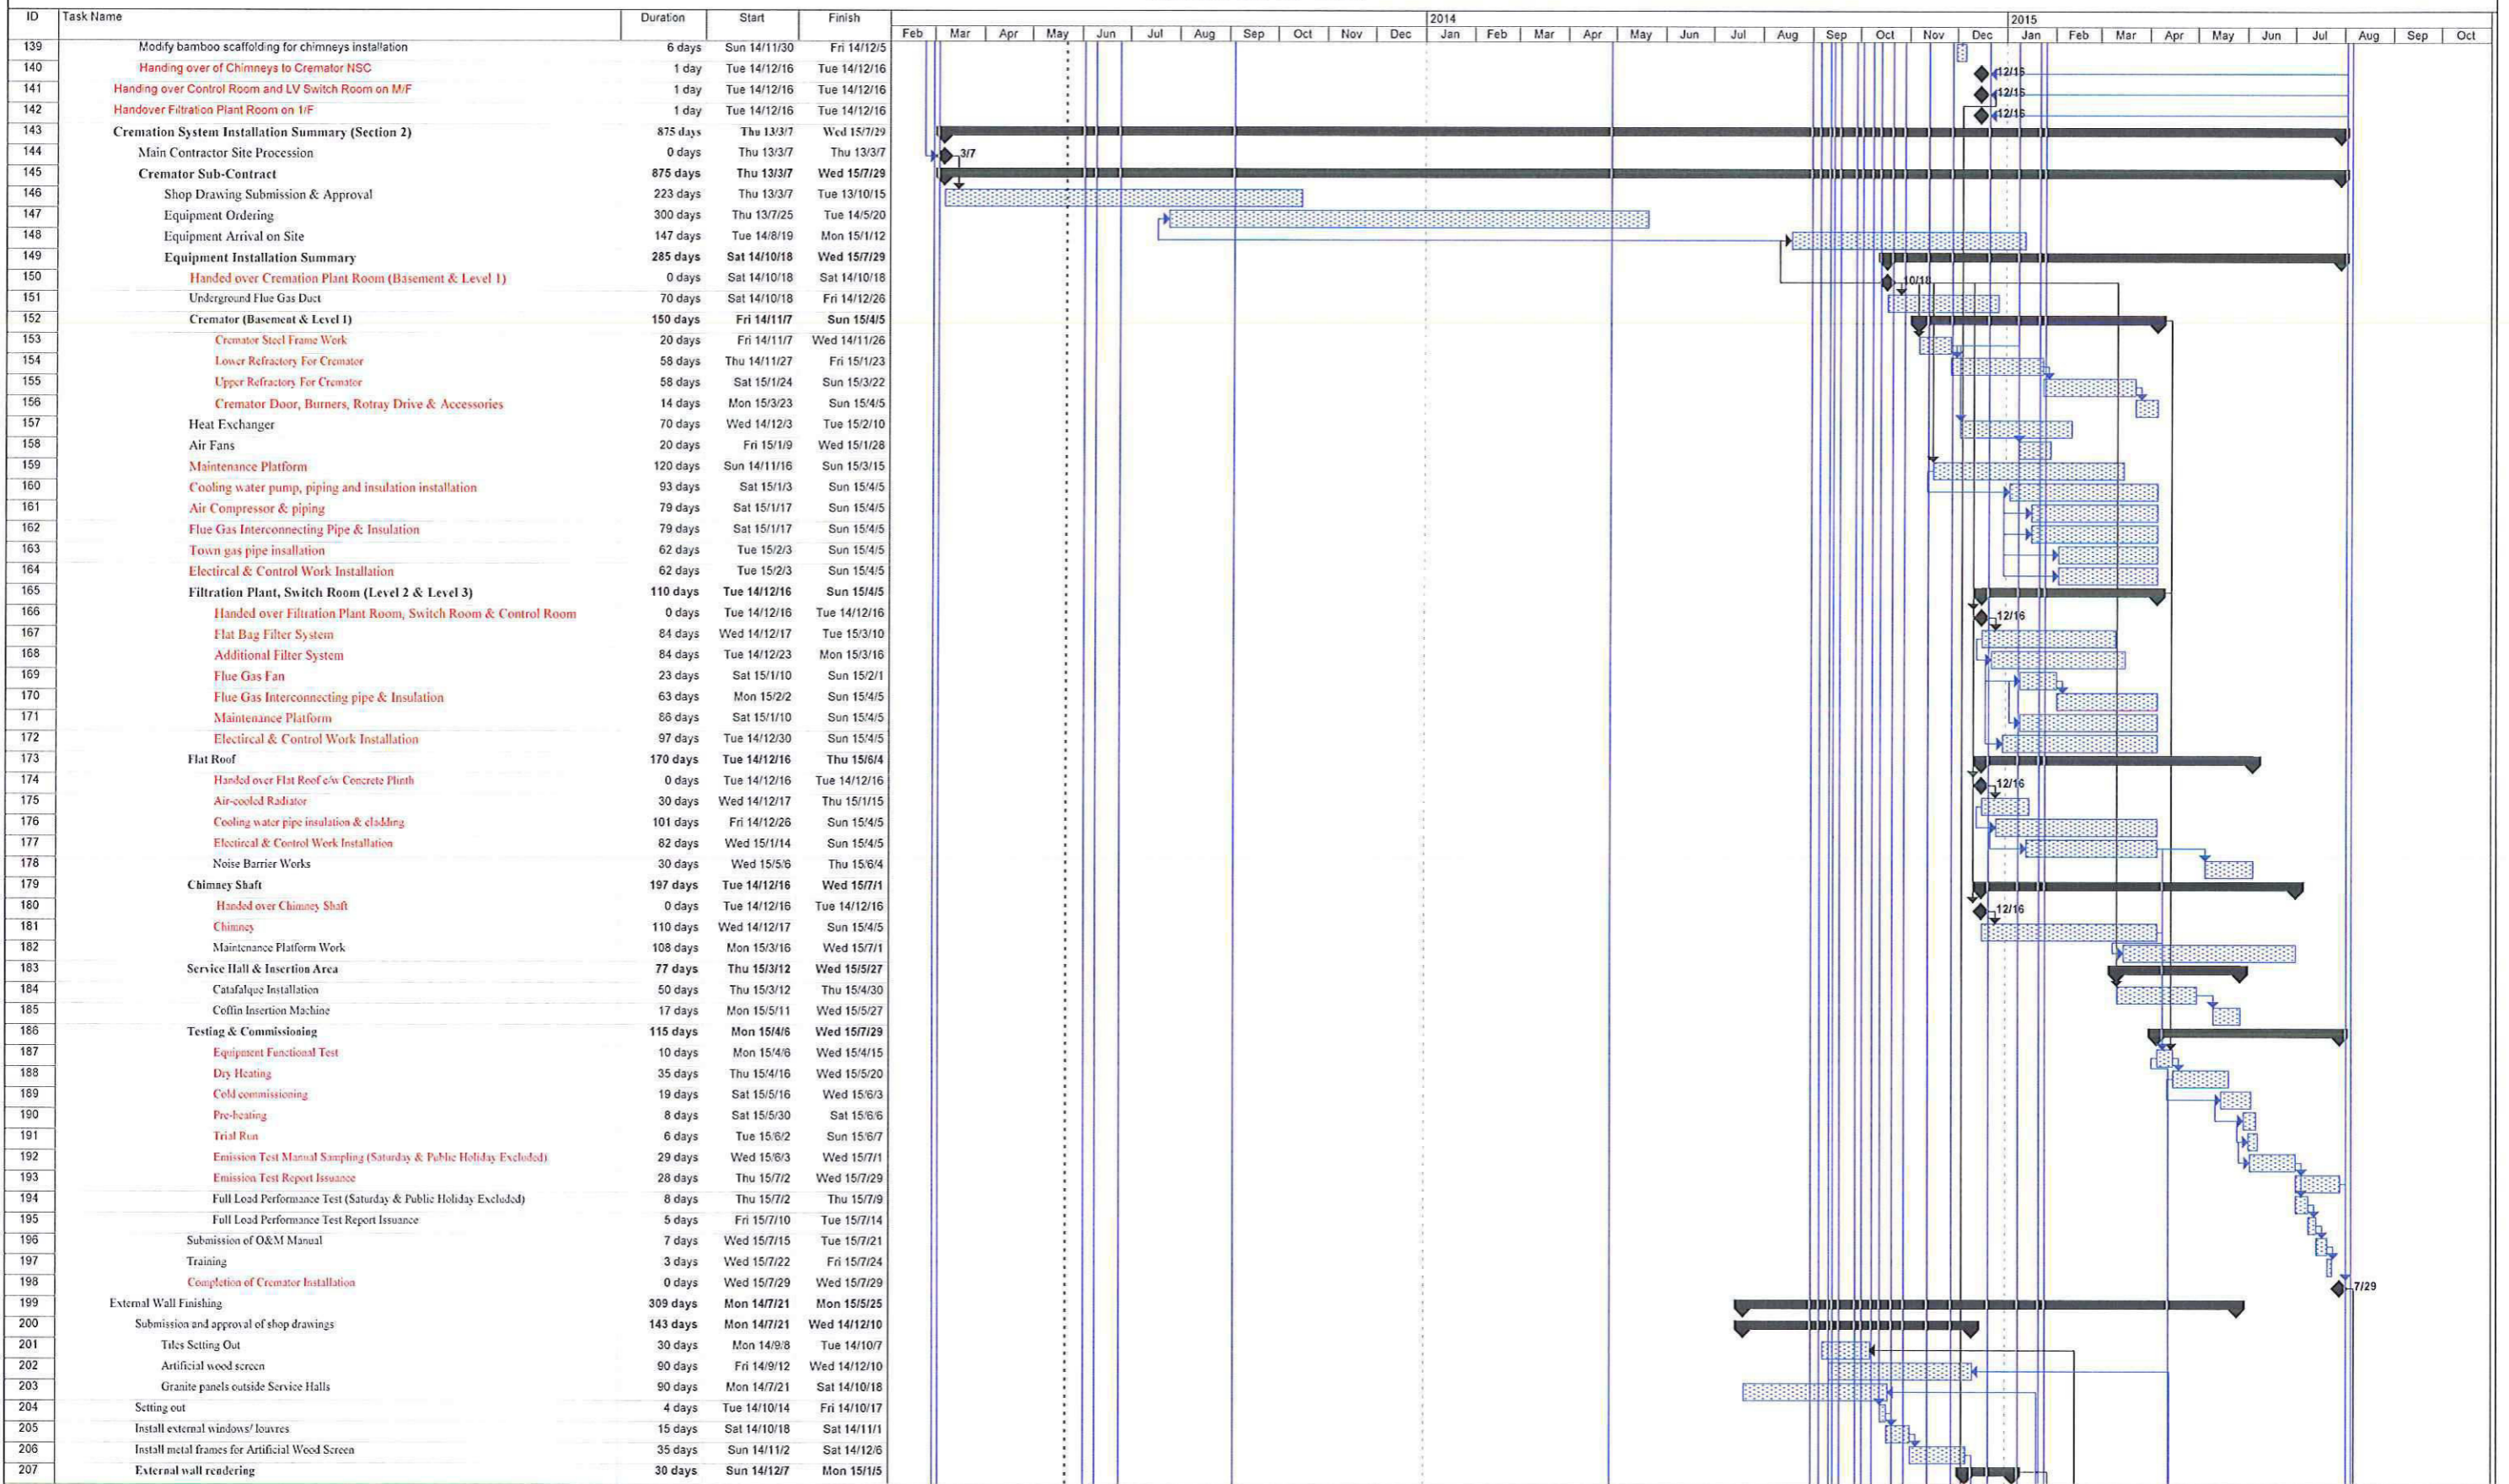 ID Task Name Duration Start Finish 2014 2015
Feb Mar Apr May Jun Jul Aug Sep Oct Nov Dec Jan Feb Mar Apr May Jun Jul Aug Sep Oct Nov Dec Jan Feb Mar Apr May Jun Jul Aug Sep Oct
139 Modify bamboo scaffolding for chimneys installation 6 days Sun 14/11/30 Fri 14/12/5
140 Handing over of Chimneys to Cremator NSC 1 day Tue 14/12/16 Tue 14/12/16 12/16
141 Handing over Control Room and LV Switch Room on M/F 1 day Tue 14/12/16 Tue 14/12/16 12/16
142 Handover Filtration Plant Room on 1/F 1 day Tue 14/12/16 Tue 14/12/16 12/16
143 Cremation System Installation Summary (Section 2) 875 days Thu 13/3/7 Wed 15/7/29
144 Main Contractor Site Procession 0 days Thu 13/3/7 Thu 13/3/7 3/7
145 Cremator Sub-Contract 875 days Thu 13/3/7 Wed 15/7/29
146 Shop Drawing Submission & Approval 223 days Thu 13/3/7 Tue 13/10/15
147 Equipment Ordering 300 days Thu 13/7/25 Tue 14/5/20
148 Equipment Arrival on Site 147 days Tue 14/8/19 Mon 15/1/12
149 Equipment Installation Summary 285 days Sat 14/10/18 Wed 15/7/29
150 Handed over Cremation Plant Room (Basement & Level 1) 0 days Sat 14/10/18 Sat 14/10/18 10/18
151 Underground Flue Gas Duct 70 days Sat 14/10/18 Fri 14/12/26
152 Cremator (Basement & Level 1) 150 days Fri 14/11/7 Sun 15/4/5
153 Cremator Steel Frame Work 20 days Fri 14/11/7 Wed 14/11/26
154 Lower Refractory For Cremator 58 days Thu 14/11/27 Fri 15/1/23
155 Upper Refractory For Cremator 58 days Sat 15/1/24 Sun 15/3/22
156 Cremator Door, Burners, Rotray Drive & Accessories 14 days Mon 15/3/23 Sun 15/4/5
157 Heat Exchanger 70 days Wed 14/12/3 Tue 15/2/10
158 Air Fans 20 days Fri 15/1/9 Wed 15/1/28
159 Maintenance Platform 120 days Sun 14/11/16 Sun 15/3/15
160 Cooling water pump, piping and insulation installation 93 days Sat 15/1/3 Sun 15/4/5
161 Air Compressor & piping 79 days Sat 15/1/17 Sun 15/4/5
162 Flue Gas Interconnecting Pipe & Insulation 79 days Sat 15/1/17 Sun 15/4/5
163 Town gas pipe insallation 62 days Tue 15/2/3 Sun 15/4/5
164 Electircal & Control Work Installation 62 days Tue 15/2/3 Sun 15/4/5
165 Filtration Plant, Switch Room (Level 2 & Level 3) 110 days Tue 14/12/16 Sun 15/4/5
166 Handed over Filtration Plant Room, Switch Room & Control Room 0 days Tue 14/12/16 Tue 14/12/16 12/16
167 Flat Bag Filter System 84 days Wed 14/12/17 Tue 15/3/10
168 Additional Filter System 84 days Tue 14/12/23 Mon 15/3/16
169 Flue Gas Fan 23 days Sat 15/1/10 Sun 15/2/1
170 Flue Gas Interconnecting pipe & Insulation 63 days Mon 15/2/2 Sun 15/4/5
171 Maintenance Platform 86 days Sat 15/1/10 Sun 15/4/5
172 Electircal & Control Work Installation 97 days Tue 14/12/30 Sun 15/4/5
173 Flat Roof 170 days Tue 14/12/16 Thu 15/6/4
174 Handed over Flat Roof c/w Concrete Plinth 0 days Tue 14/12/16 Tue 14/12/16 12/16
175 Air-cooled Radiator 30 days Wed 14/12/17 Thu 15/1/15
176 Cooling water pipe insulation & cladding 101 days Fri 14/12/26 Sun 15/4/5
177 Electircal & Control Work Installation 82 days Wed 15/1/14 Sun 15/4/5
178 Noise Barrier Works 30 days Wed 15/5/6 Thu 15/6/4
179 Chimney Shaft 197 days Tue 14/12/16 Wed 15/7/1
180 Handed over Chimney Shaft 0 days Tue 14/12/16 Tue 14/12/16 12/16
181 Chimney 110 days Wed 14/12/17 Sun 15/4/5
182 Maintenance Platform Work 108 days Mon 15/3/16 Wed 15/7/1
183 Service Hall & Insertion Area 77 days Thu 15/3/12 Wed 15/5/27
184 Catafalque Installation 50 days Thu 15/3/12 Thu 15/4/30
185 Coffin Insertion Machine 17 days Mon 15/5/11 Wed 15/5/27
186 Testing & Commissioning 115 days Mon 15/4/6 Wed 15/7/29
187 Equipment Functional Test 10 days Mon 15/4/6 Wed 15/4/15
188 Dry Heating 35 days Thu 15/4/16 Wed 15/5/20
189 Cold commissioning 19 days Sat 15/5/16 Wed 15/6/3
190 Pre-heating 8 days Sat 15/5/30 Sat 15/6/6
191 Trial Run 6 days Tue 15/6/2 Sun 15/6/7
192 Emission Test Manual Sampling (Saturday & Public Holiday Excluded) 29 days Wed 15/6/3 Wed 15/7/1
193 Emission Test Report Issuance 28 days Thu 15/7/2 Wed 15/7/29
194 Full Load Performance Test (Saturday & Public Holiday Excluded) 8 days Thu 15/7/2 Thu 15/7/9
195 Full Load Performance Test Report Issuance 5 days Fri 15/7/10 Tue 15/7/14
196 Submission of O&M Manual 7 days Wed 15/7/15 Tue 15/7/21
197 Training 3 days Wed 15/7/22 Fri 15/7/24
198 Completion of Cremator Installation 0 days Wed 15/7/29 Wed 15/7/29 7/29
199 External Wall Finishing 309 days Mon 14/7/21 Mon 15/5/25
200 Submission and approval of shop drawings 143 days Mon 14/7/21 Wed 14/12/10
201 Tiles Setting Out 30 days Mon 14/9/8 Tue 14/10/7
202 Artificial wood screen 90 days Fri 14/9/12 Wed 14/12/10
203 Granite panels outside Service Halls 90 days Mon 14/7/21 Sat 14/10/18
204 Setting out 4 days Tue 14/10/14 Fri 14/10/17
205 Install external windows/ louvres 15 days Sat 14/10/18 Sat 14/11/1
206 Install metal frames for Artificial Wood Screen 35 days Sun 14/11/2 Sat 14/12/6
207 External wall rendering 30 days Sun 14/12/7 Mon 15/1/5